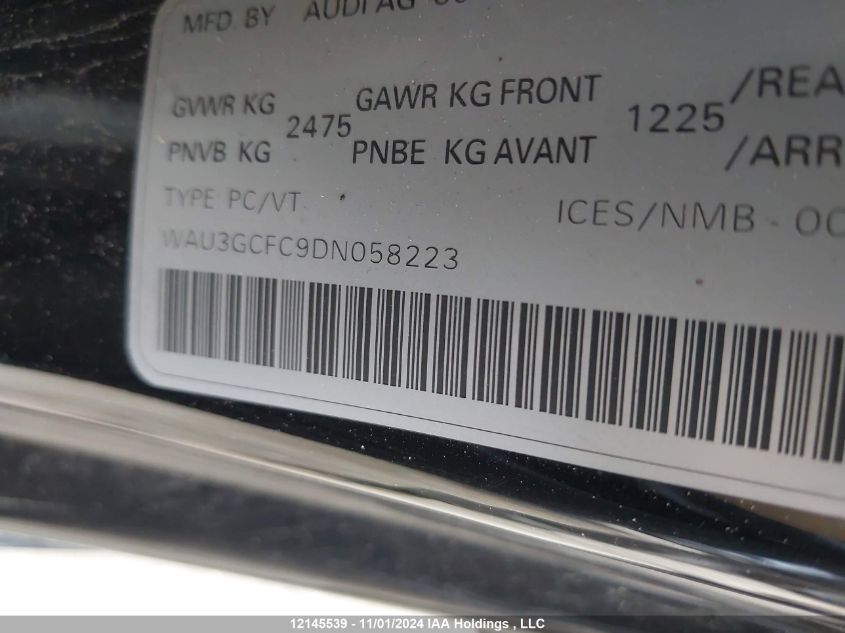 MFD. BY AUDI AG
GVWR KG 2475 GAWR KG FRONT 1225 /REA
PNVB KG PNBE KG AVANT /ARR
TYPE PC/VT ICES/NMB - 00
WAU3GCFC9DN058223
12145539 - 11/01/2024 IAA Holdings , LLC